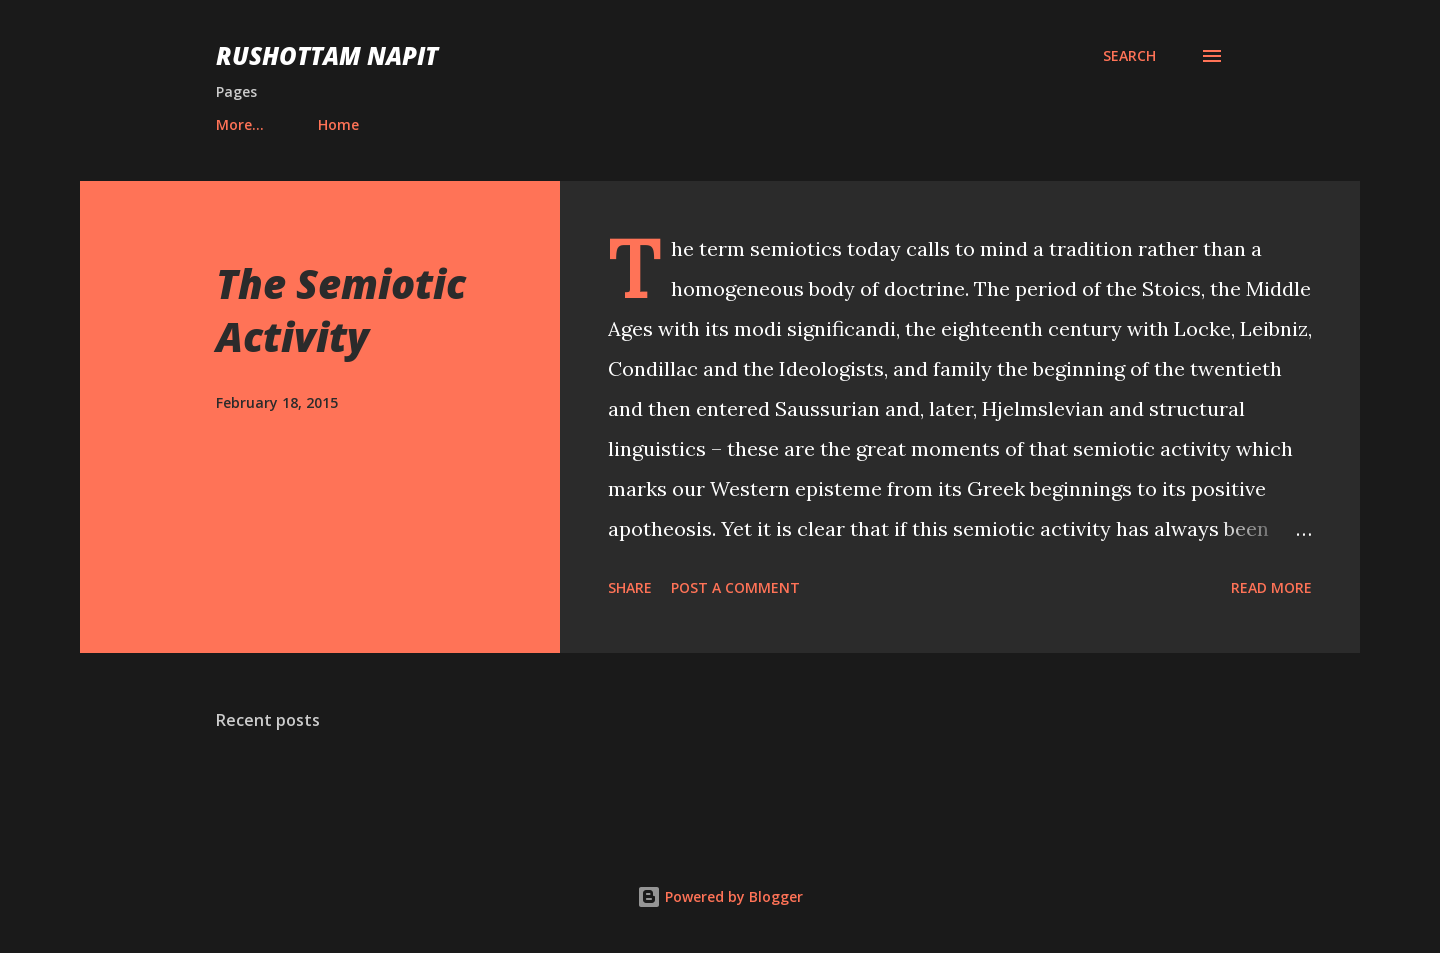 RUSHOTTAM NAPIT
SEARCH
Pages
More...
Home
The Semiotic
Activity
February 18, 2015
The term semiotics today calls to mind a tradition rather than a
homogeneous body of doctrine. The period of the Stoics, the Middle
Ages with its modi significandi, the eighteenth century with Locke, Leibniz,
Condillac and the Ideologists, and family the beginning of the twentieth
and then entered Saussurian and, later, Hjelmslevian and structural
linguistics – these are the great moments of that semiotic activity which
marks our Western episteme from its Greek beginnings to its positive
apotheosis. Yet it is clear that if this semiotic activity has always been …
SHARE
POST A COMMENT
READ MORE
Recent posts
Powered by Blogger